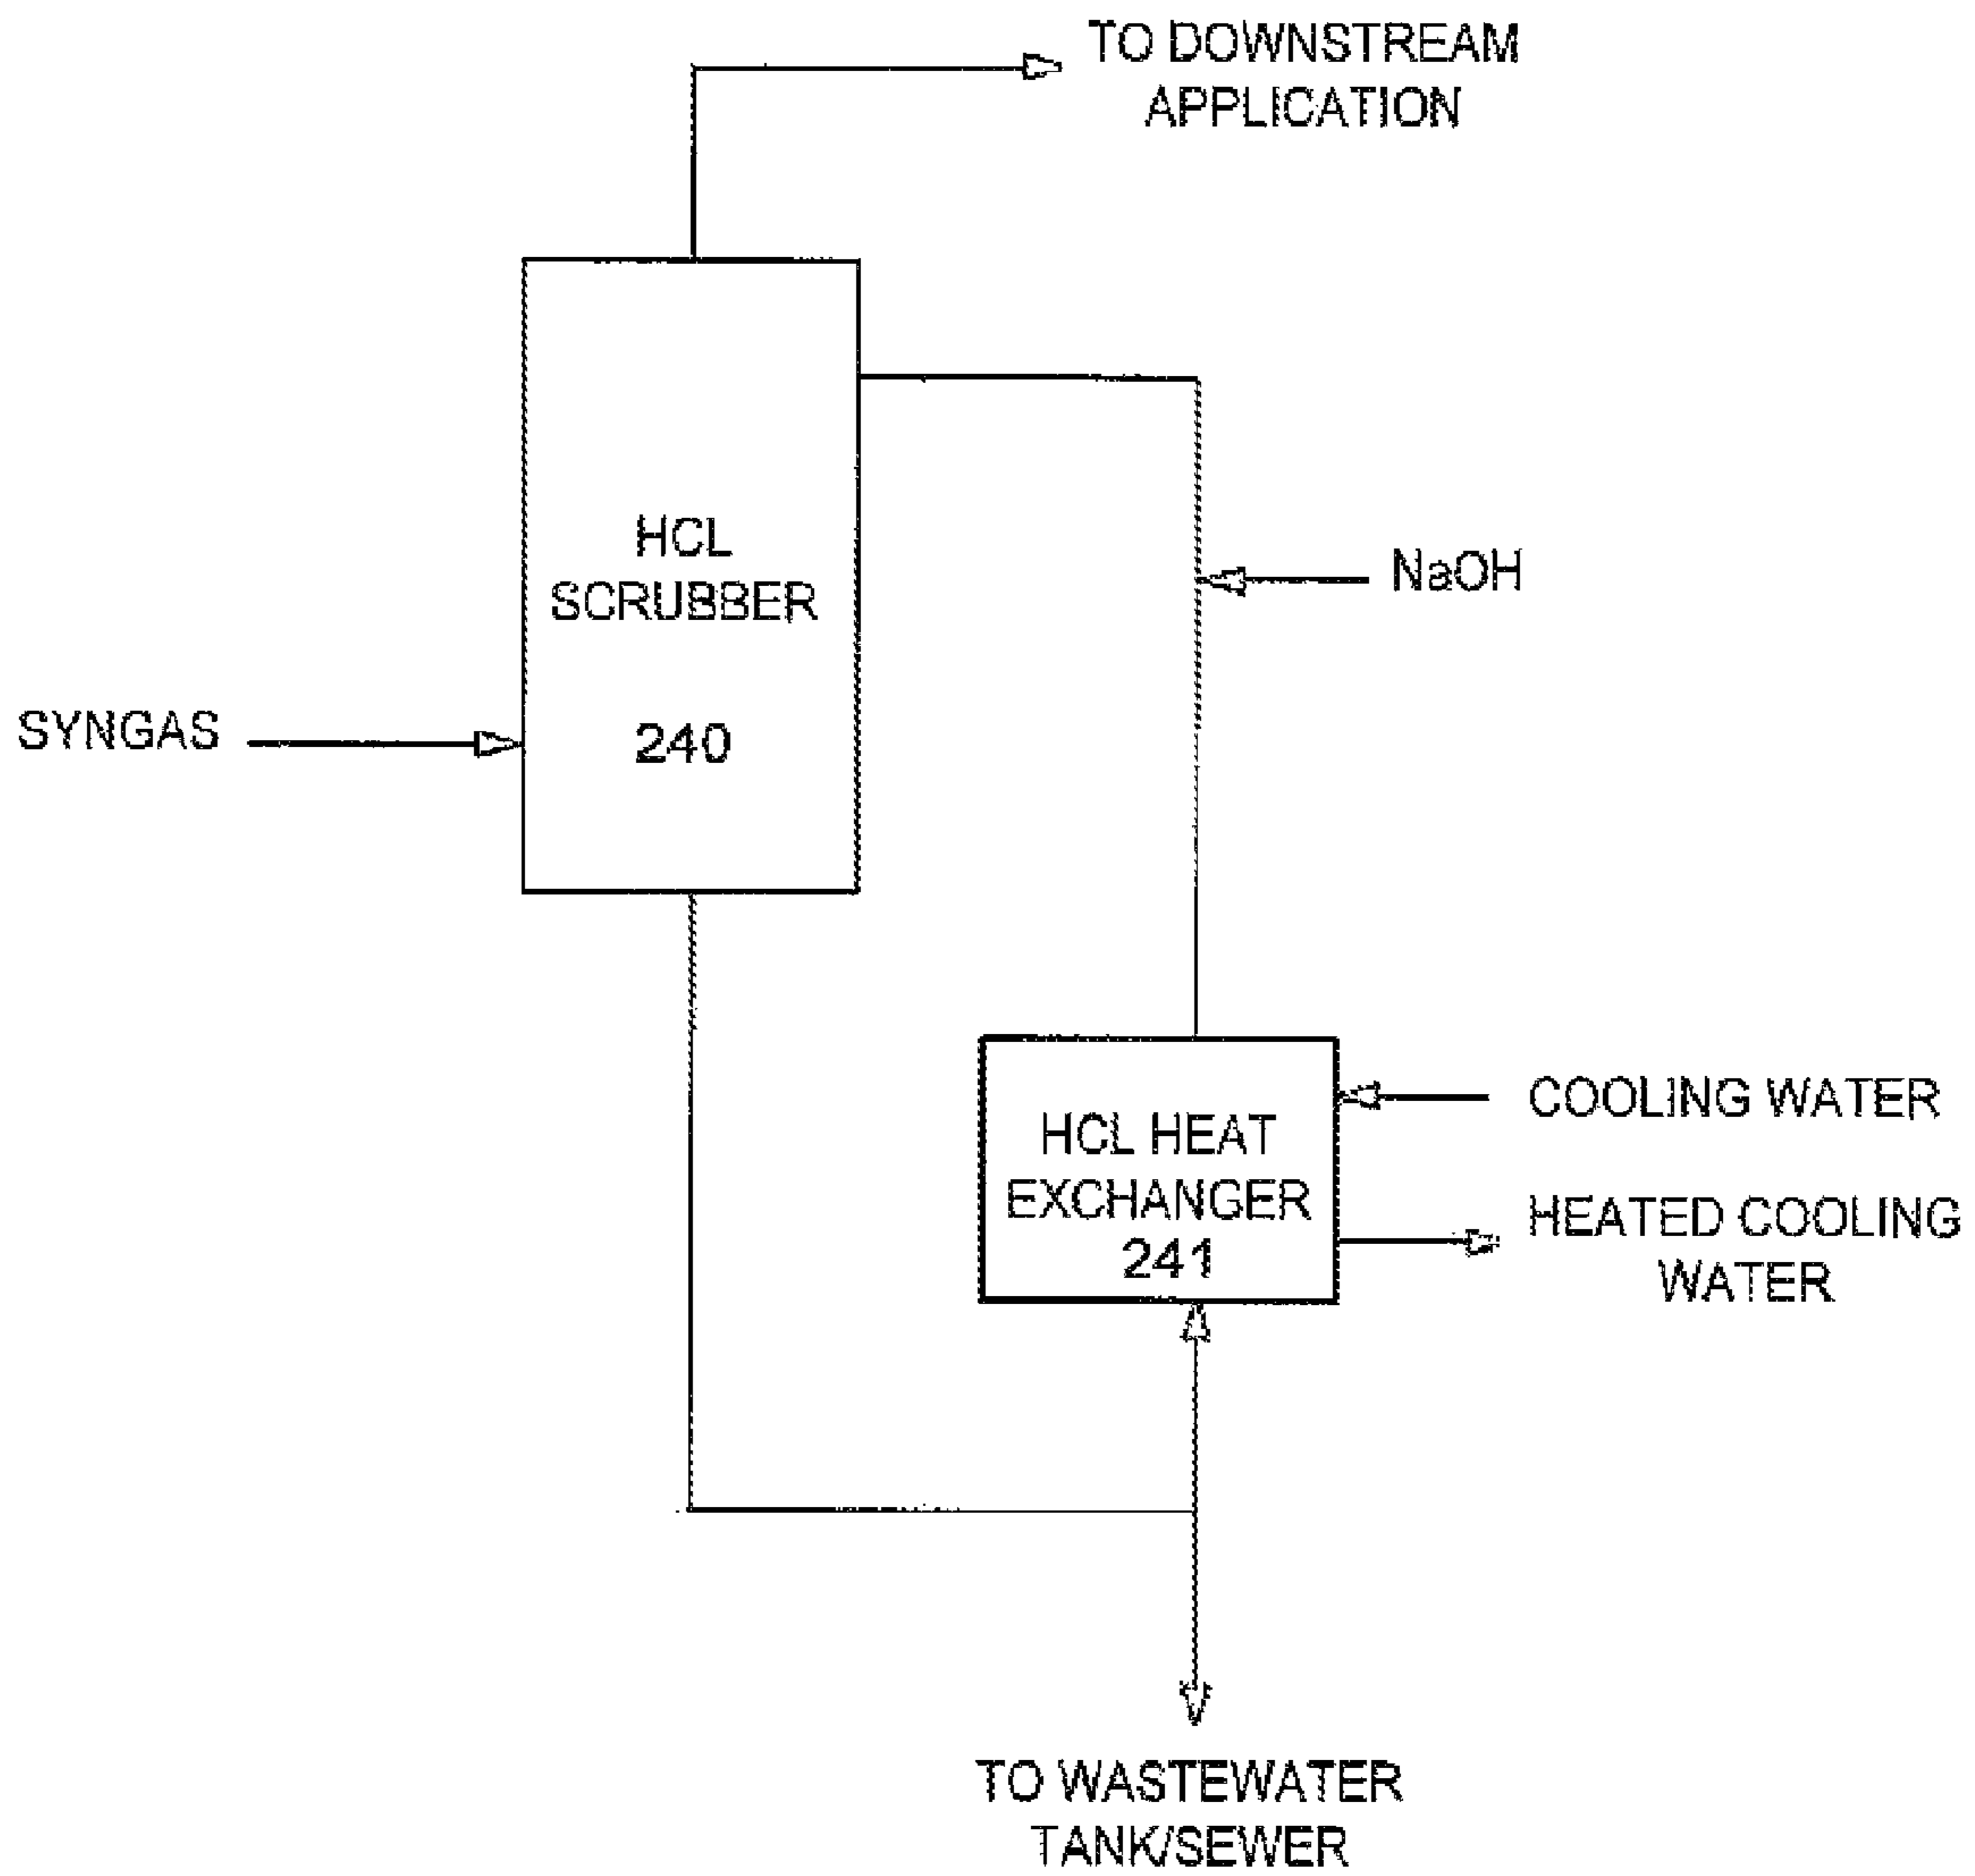 TO DOWNSTREAM
APPLICATION
HCL
SCRUBBER
240
NaOH
SYNGAS
HCL HEAT
EXCHANGER
241
COOLING WATER
HEATED COOLING
WATER
TO WASTEWATER
TANK/SEWER